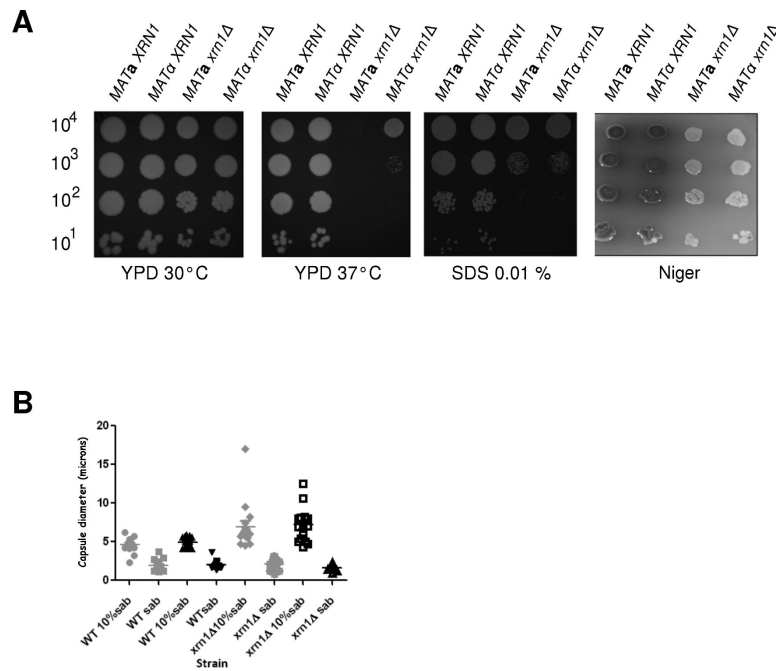 A
MATa XRN1 MATα XRN1 MATa xrn1Δ MATα xrn1Δ
MATa XRN1 MATα XRN1 MATa xrn1Δ MATα xrn1Δ
MATa XRN1 MATα XRN1 MATa xrn1Δ MATα xrn1Δ
MATa XRN1 MATα XRN1 MATa xrn1Δ MATα xrn1Δ
10⁴
10³
10²
10¹
YPD 30°C
YPD 37°C
SDS 0.01 %
Niger
B
Capsule diameter (microns)
20
15
10
5
0
WT 10%sab
WT sab
WT 10%sab
WTsab
xrn1Δ10%sab
xrn1Δ sab
xrn1Δ 10%sab
xrn1Δ sab
Strain